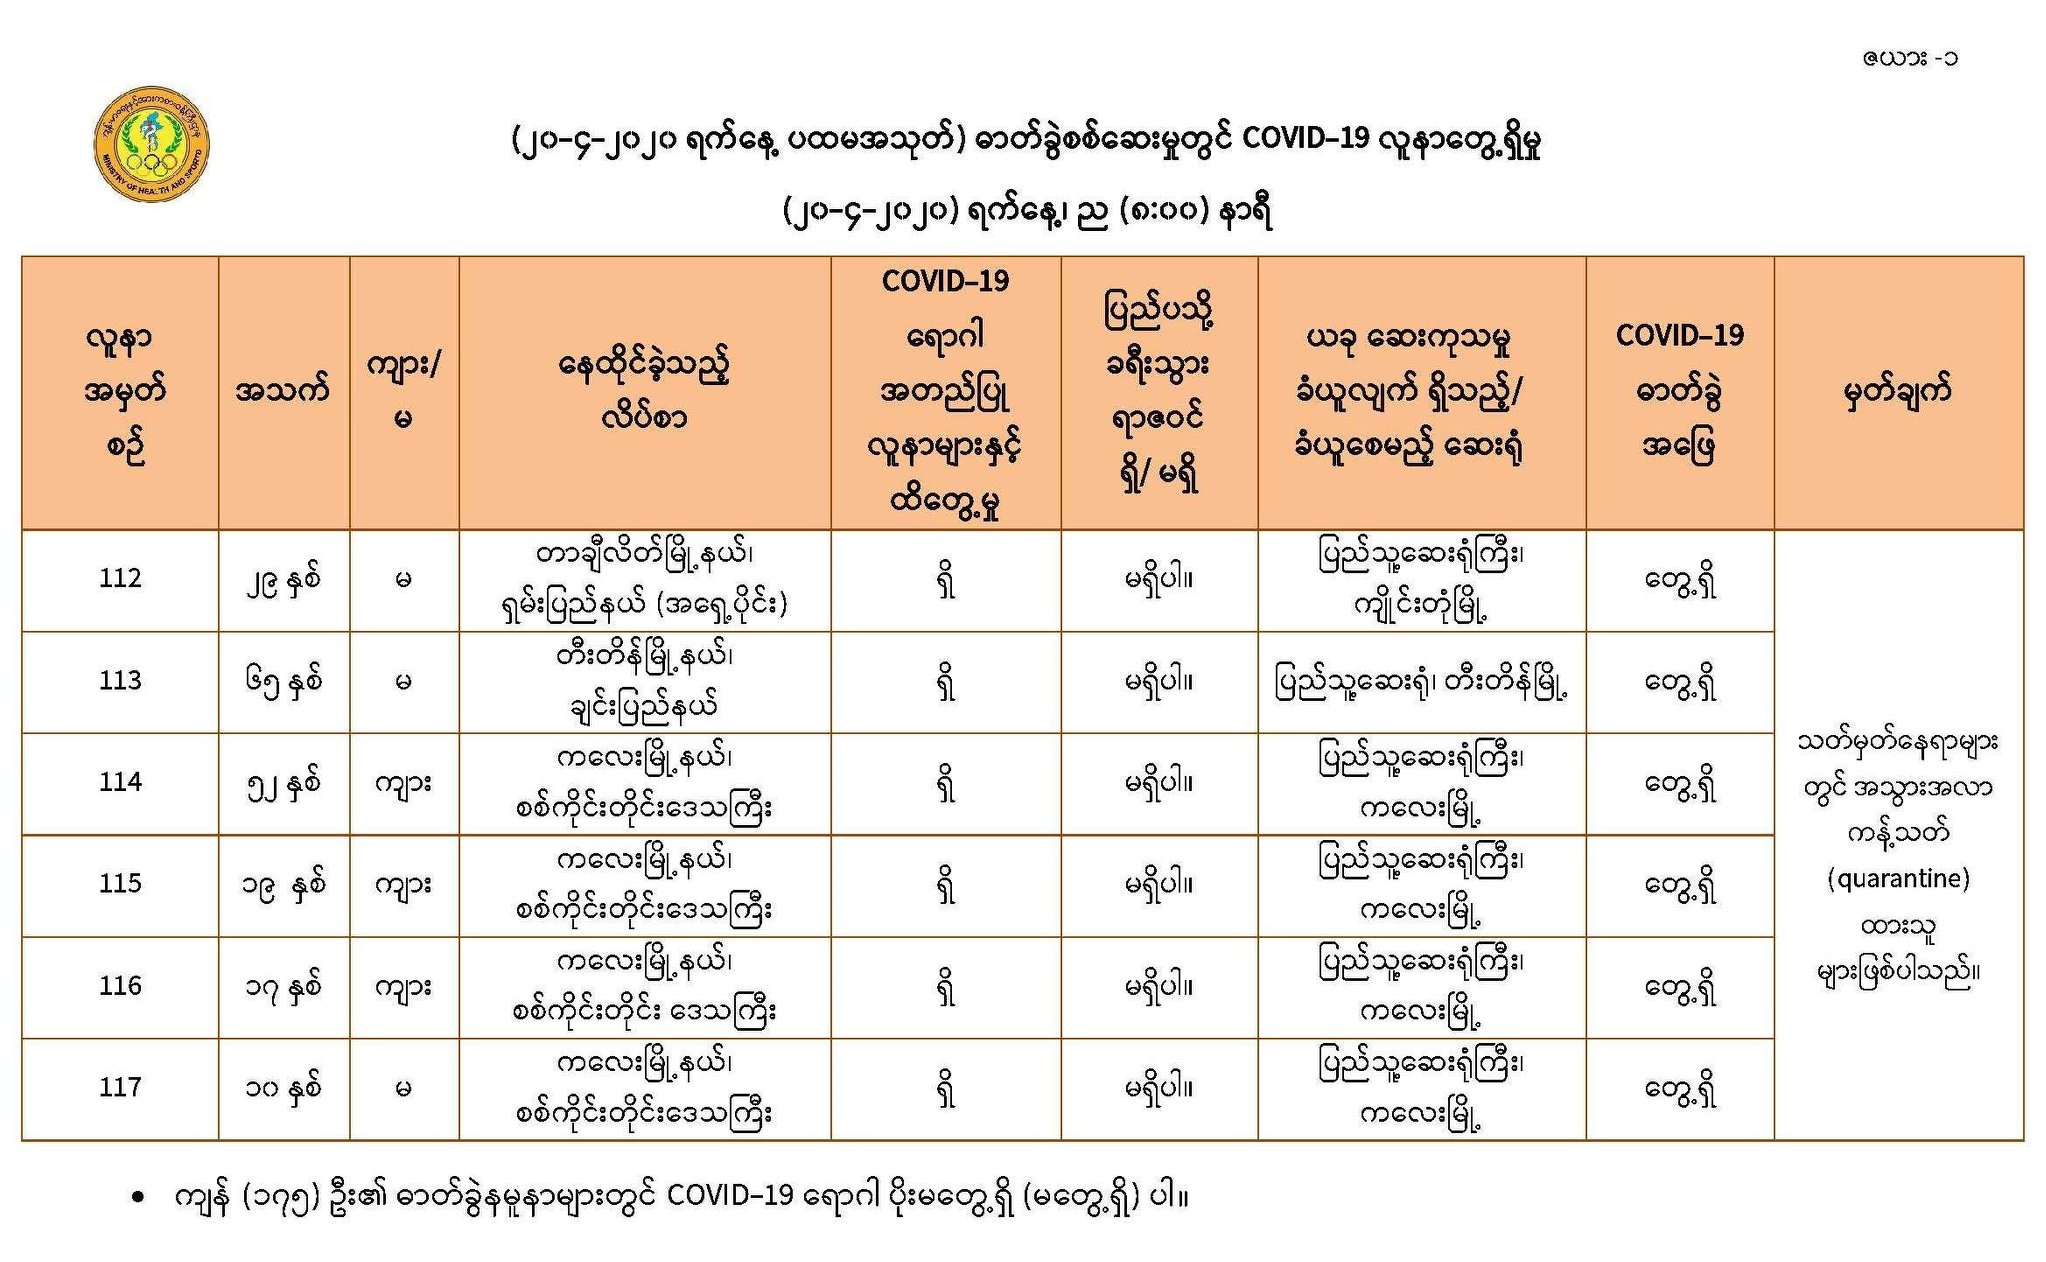 ဇယား -၁
ကျန်းမာရေးနှင့်အားကစားဝန်ကြီးဌာန
MINISTRY OF HEALTH AND SPORTS
(၂၀-၄-၂၀၂၀ ရက်နေ့ ပထမအသုတ်) ဓာတ်ခွဲစစ်ဆေးမှုတွင် COVID-19 လူနာတွေ့ရှိမှု
(၂၀-၄-၂၀၂၀) ရက်နေ့၊ ည (၈:၀၀) နာရီ
လူနာ
အမှတ်
စဉ်
အသက်
ကျား/
မ
နေထိုင်ခဲ့သည့်
လိပ်စာ
COVID-19
ရောဂါ
အတည်ပြု
လူနာများနှင့်
ထိတွေ့မှု
ပြည်ပသို့
ခရီးသွား
ရာဇဝင်
ရှိ/ မရှိ
ယခု ဆေးကုသမှု
ခံယူလျက် ရှိသည့်/
ခံယူစေမည့် ဆေးရုံ
COVID-19
ဓာတ်ခွဲ
အဖြေ
မှတ်ချက်
112
၂၉ နှစ်
မ
တာချီလိတ်မြို့နယ်၊
ရှမ်းပြည်နယ် (အရှေ့ပိုင်း)
ရှိ
မရှိပါ။
ပြည်သူ့ဆေးရုံကြီး၊
ကျိုင်းတုံမြို့
တွေ့ရှိ
113
၆၅ နှစ်
မ
တီးတိန်မြို့နယ်၊
ချင်းပြည်နယ်
ရှိ
မရှိပါ။
ပြည်သူ့ဆေးရုံ၊ တီးတိန်မြို့
တွေ့ရှိ
114
၅၂ နှစ်
ကျား
ကလေးမြို့နယ်၊
စစ်ကိုင်းတိုင်းဒေသကြီး
ရှိ
မရှိပါ။
ပြည်သူ့ဆေးရုံကြီး၊
ကလေးမြို့
တွေ့ရှိ
115
၁၉ နှစ်
ကျား
ကလေးမြို့နယ်၊
စစ်ကိုင်းတိုင်းဒေသကြီး
ရှိ
မရှိပါ။
ပြည်သူ့ဆေးရုံကြီး၊
ကလေးမြို့
တွေ့ရှိ
116
၁၇ နှစ်
ကျား
ကလေးမြို့နယ်၊
စစ်ကိုင်းတိုင်း ဒေသကြီး
ရှိ
မရှိပါ။
ပြည်သူ့ဆေးရုံကြီး၊
ကလေးမြို့
တွေ့ရှိ
117
၁၀ နှစ်
မ
ကလေးမြို့နယ်၊
စစ်ကိုင်းတိုင်းဒေသကြီး
ရှိ
မရှိပါ။
ပြည်သူ့ဆေးရုံကြီး၊
ကလေးမြို့
တွေ့ရှိ
သတ်မှတ်နေရာများ
တွင် အသွားအလာ
ကန့်သတ်
(quarantine)
ထားသူ
များဖြစ်ပါသည်။
• ကျန် (၁၇၅) ဦး၏ ဓာတ်ခွဲနမူနာများတွင် COVID-19 ရောဂါ ပိုးမတွေ့ရှိ (မတွေ့ရှိ) ပါ။